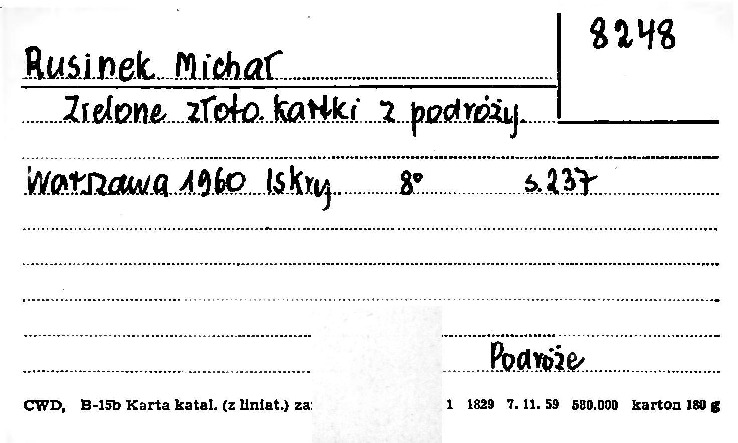 8248
Rusinek Michał
Zielone złoto. Kartki z podróży.
Warszawa 1960 Iskry. 8° s.237
Podróże
CWD, B-15b Karta katal. (z liniat.) 1 1829 7. 11. 59 580.000 karton 180 g